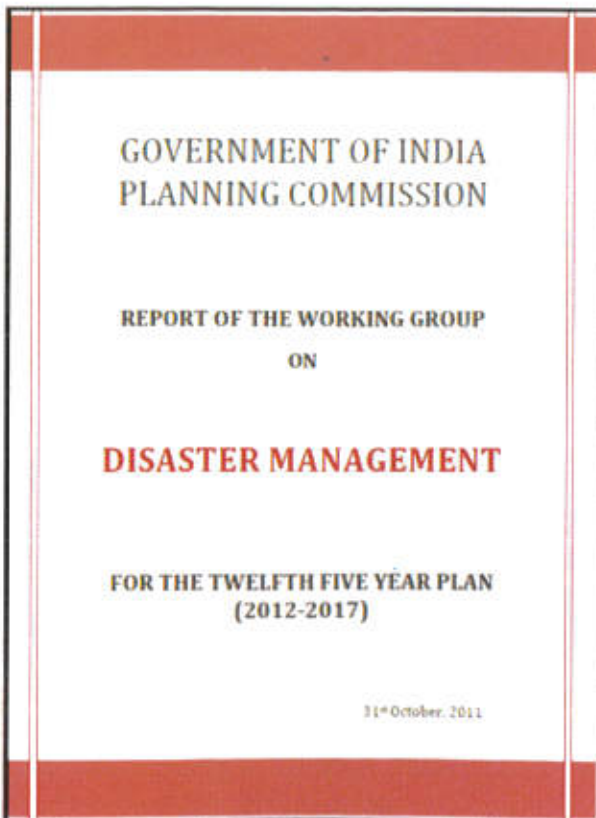 GOVERNMENT OF INDIA
PLANNING COMMISSION
REPORT OF THE WORKING GROUP
ON
DISASTER MANAGEMENT
FOR THE TWELFTH FIVE YEAR PLAN
(2012-2017)
31st October, 2011